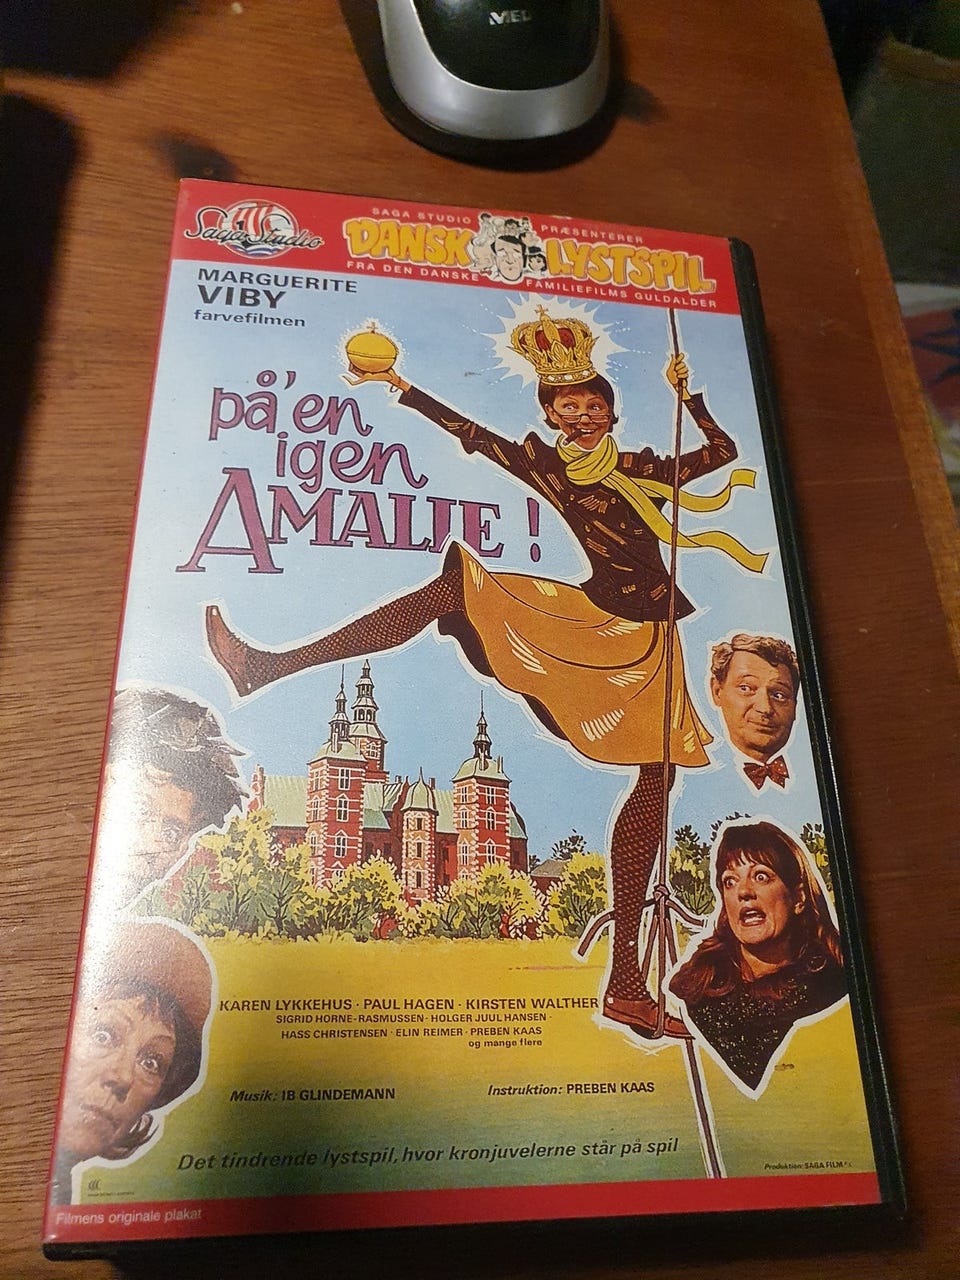 Saga Studio
SAGA STUDIO PRÆSENTERER
DANSK LYSTSPIL
FRA DEN DANSKE FAMILIEFILMS GULDALDER
MARGUERITE
VIBY
farvefilmen
på'en
igen
AMALIE!
KAREN LYKKEHUS · PAUL HAGEN · KIRSTEN WALTHER
SIGRID HORNE-RASMUSSEN · HOLGER JUUL HANSEN ·
HASS CHRISTENSEN · ELIN REIMER · PREBEN KAAS
og mange flere
Musik: IB GLINDEMANN
Instruktion: PREBEN KAAS
Det tindrende lystspil, hvor kronjuvelerne står på spil
Produktion: SAGA FILM
Filmens originale plakat